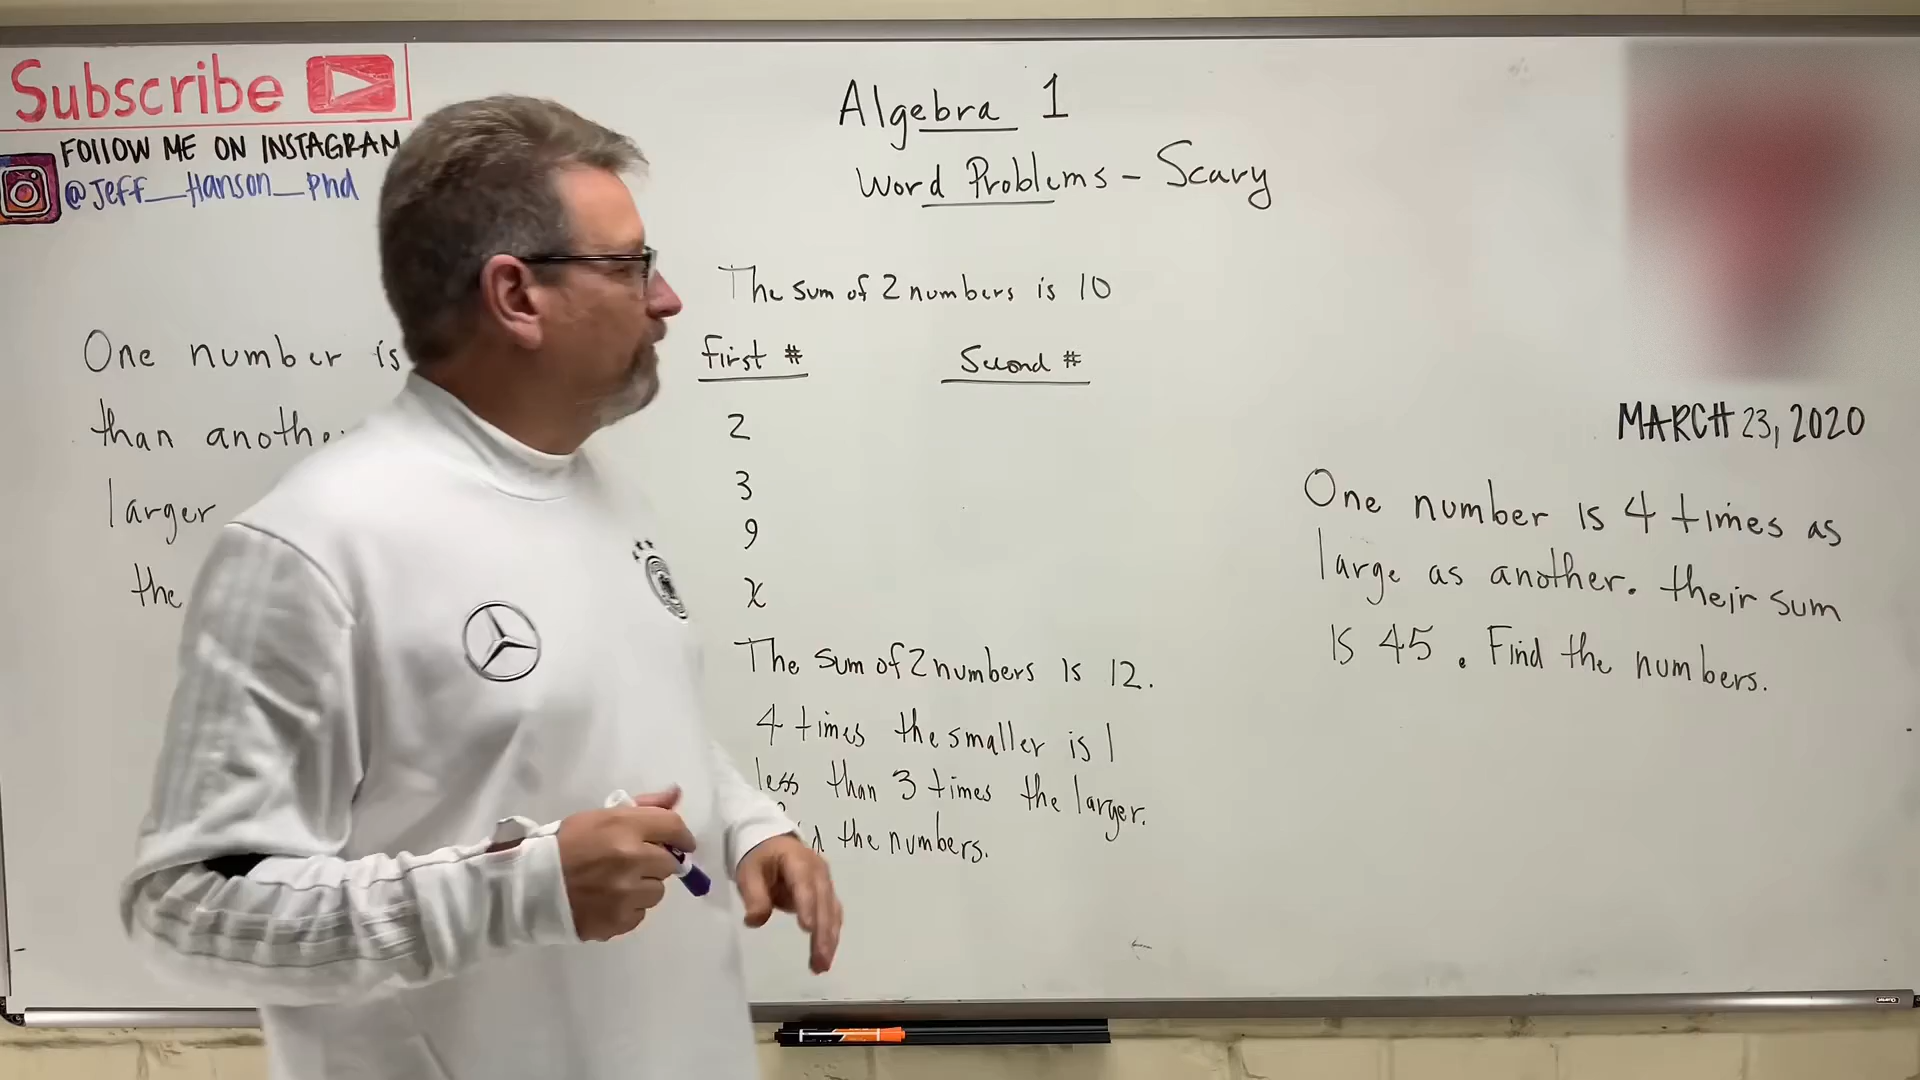 Subscribe
FOllOW ME ON INSTAGRAM
@Jeff_Hanson_Phd
Algebra 1
Word Problems - Scary
One number is
than anothe
larger
the
The sum of 2 numbers is 10
first # Second #
2
3
9
x
The sum of 2 numbers is 12.
4 times the smaller is 1
less than 3 times the larger.
the numbers.
MARCH 23, 2020
One number is 4 times as
large as another. their sum
is 45. Find the numbers.